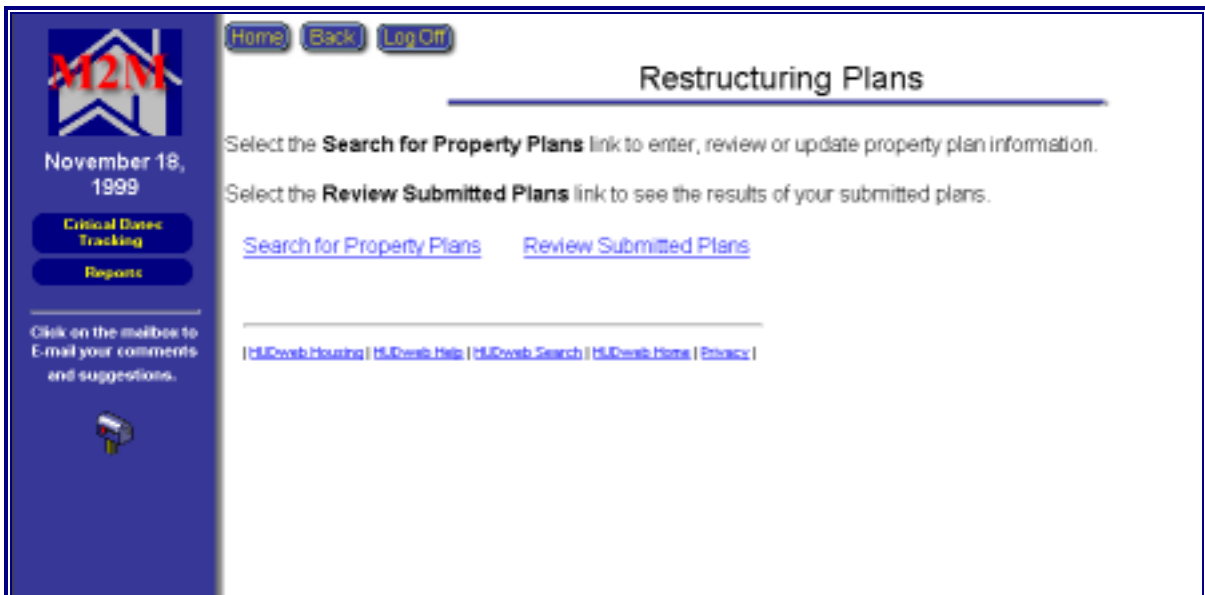 M2M
November 18,
1999
Critical Dates
Tracking
Reports
Click on the mailbox to
E-mail your comments
and suggestions.
Home Back Log Off
Restructuring Plans
Select the Search for Property Plans link to enter, review or update property plan information.
Select the Review Submitted Plans link to see the results of your submitted plans.
Search for Property Plans Review Submitted Plans
| HUDweb Housing | HUDweb Help | HUDweb Search | HUDweb Home | Privacy |